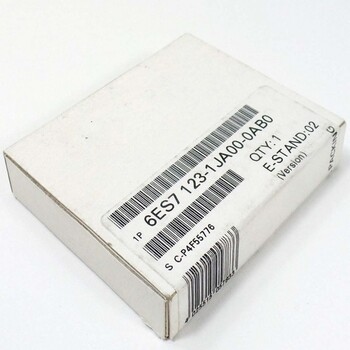 1P 6ES7 123-1JA00-0AB0
S C-P4F55776
QTY: 1
E-STAND: 02
(Version)